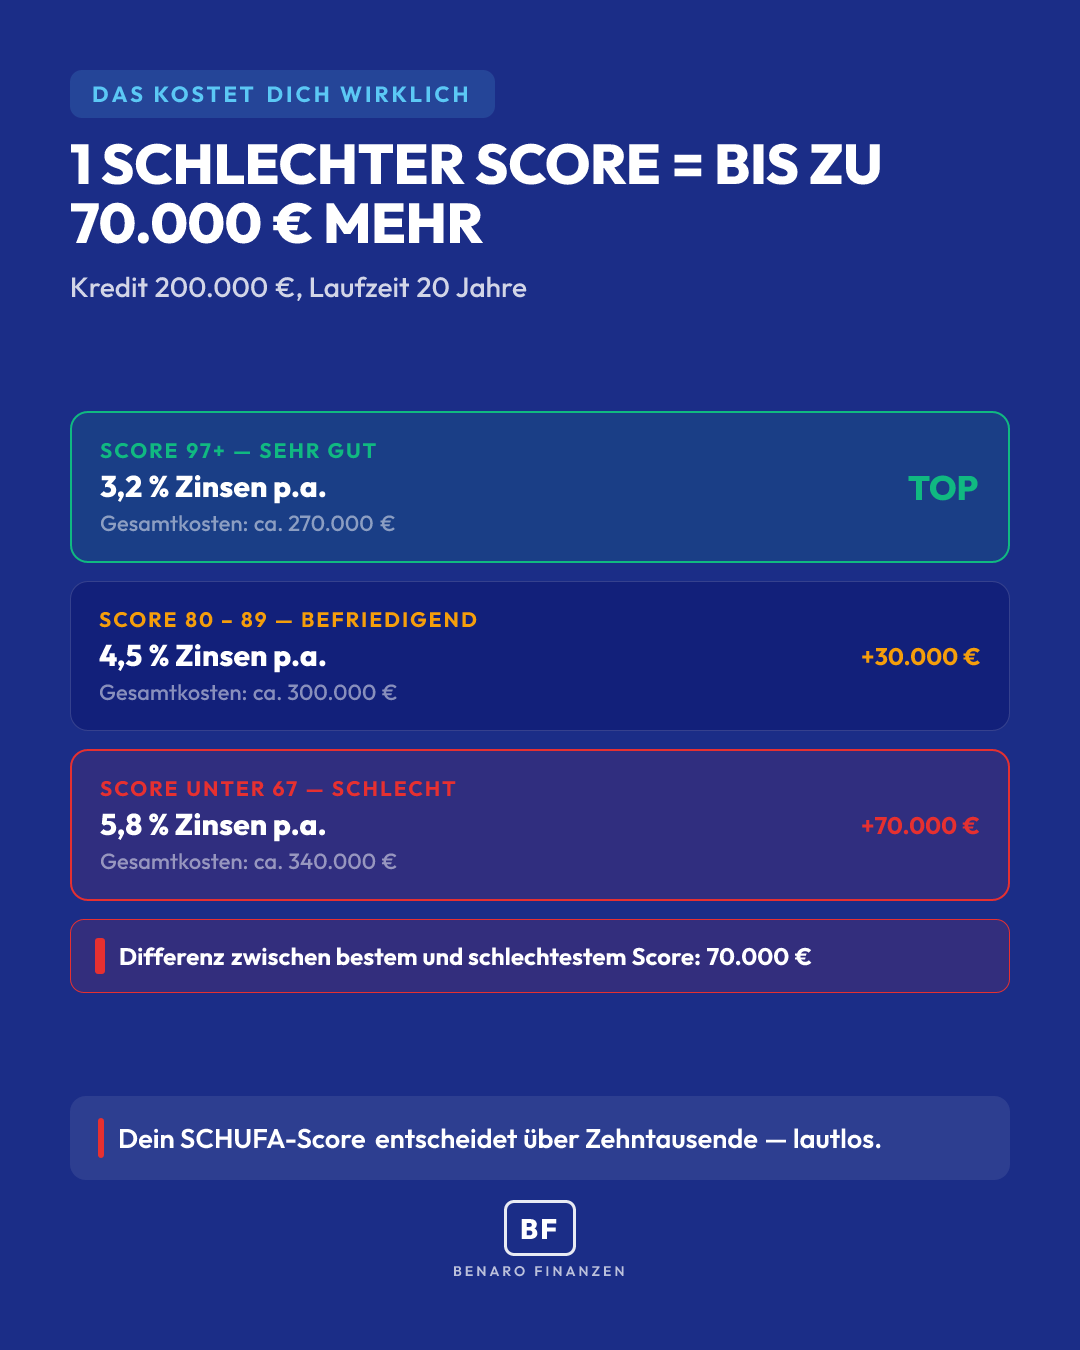 DAS KOSTET DICH WIRKLICH
1 SCHLECHTER SCORE = BIS ZU
70.000 € MEHR
Kredit 200.000 €, Laufzeit 20 Jahre
SCORE 97+ — SEHR GUT
3,2 % Zinsen p.a.
TOP
Gesamtkosten: ca. 270.000 €
SCORE 80 – 89 — BEFRIEDIGEND
4,5 % Zinsen p.a.
+30.000 €
Gesamtkosten: ca. 300.000 €
SCORE UNTER 67 — SCHLECHT
5,8 % Zinsen p.a.
+70.000 €
Gesamtkosten: ca. 340.000 €
Differenz zwischen bestem und schlechtestem Score: 70.000 €
Dein SCHUFA-Score entscheidet über Zehntausende — lautlos.
BF
BENARO FINANZEN